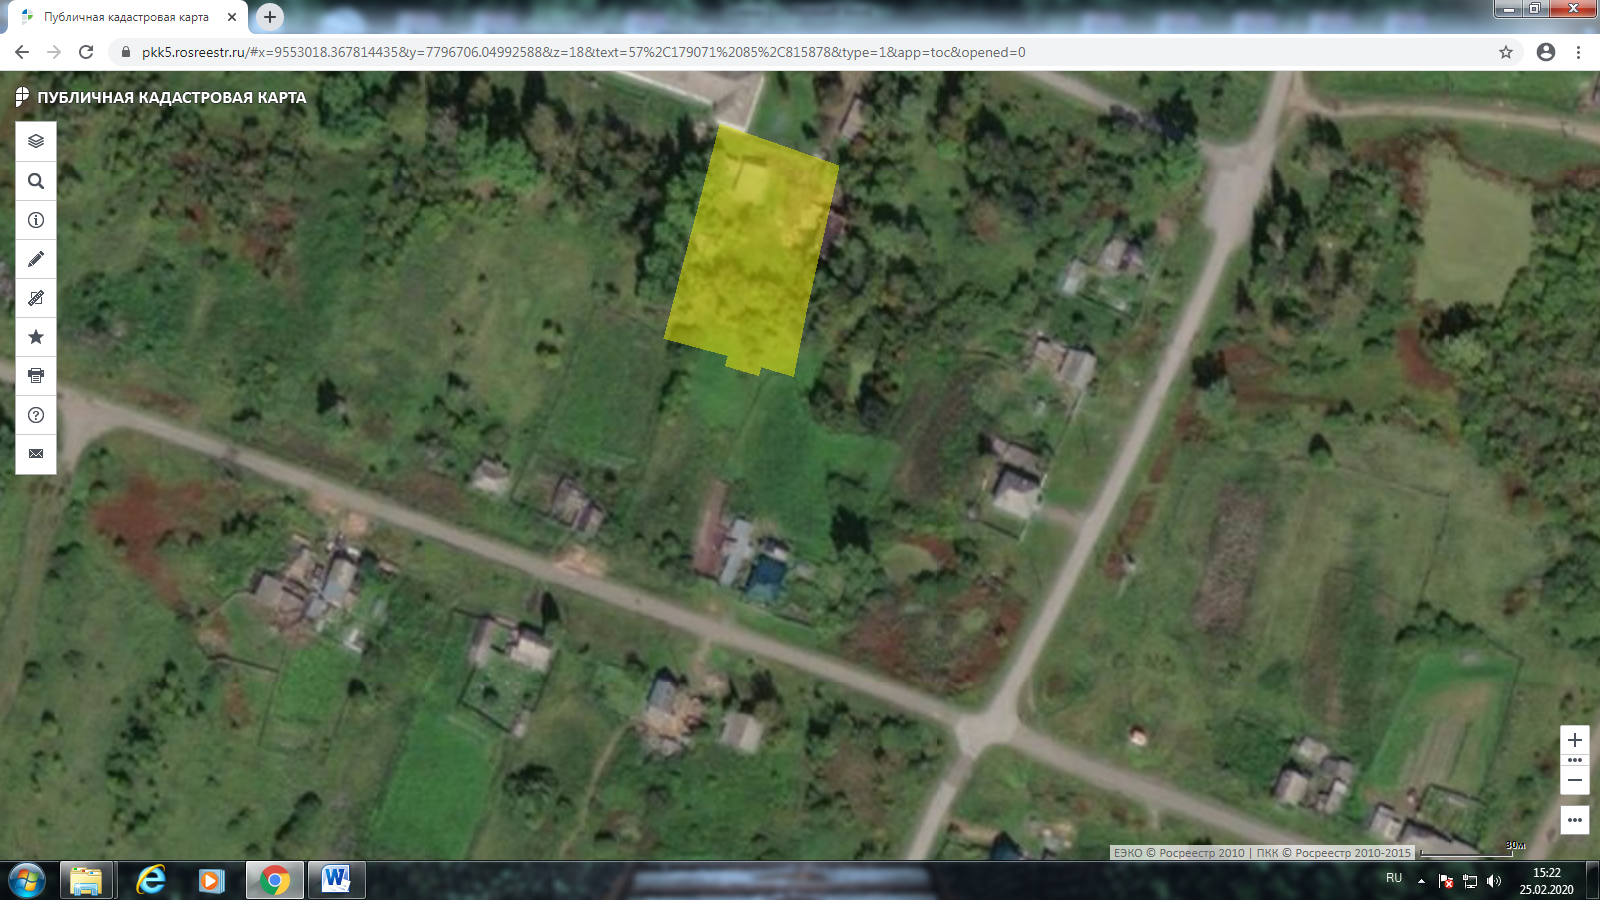 Публичная кадастровая карта
pkk5.rosreestr.ru/#x=9553018.367814435&y=7796706.04992588&z=18&text=57%2C179071%2085%2C815878&type=1&app=toc&opened=0
ПУБЛИЧНАЯ КАДАСТРОВАЯ КАРТА
ЕЭКО © Росреестр 2010 | ПКК © Росреестр 2010-2015
30м
RU
15:22
25.02.2020